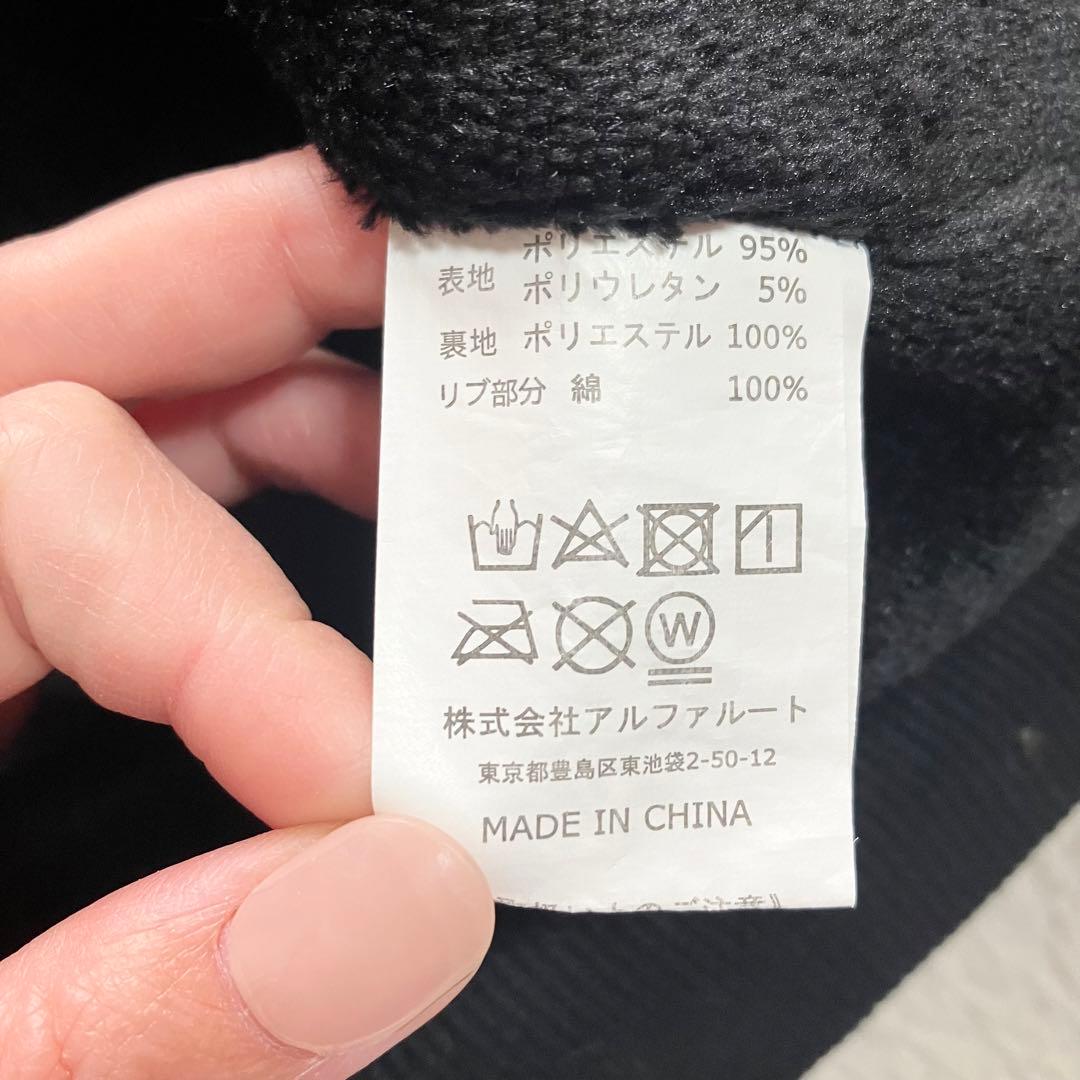 ポリエステル 95%
表地
ポリウレタン 5%
裏地 ポリエステル 100%
リブ部分 綿 100%
W
株式会社アルファルート
東京都豊島区東池袋2-50-12
MADE IN CHINA